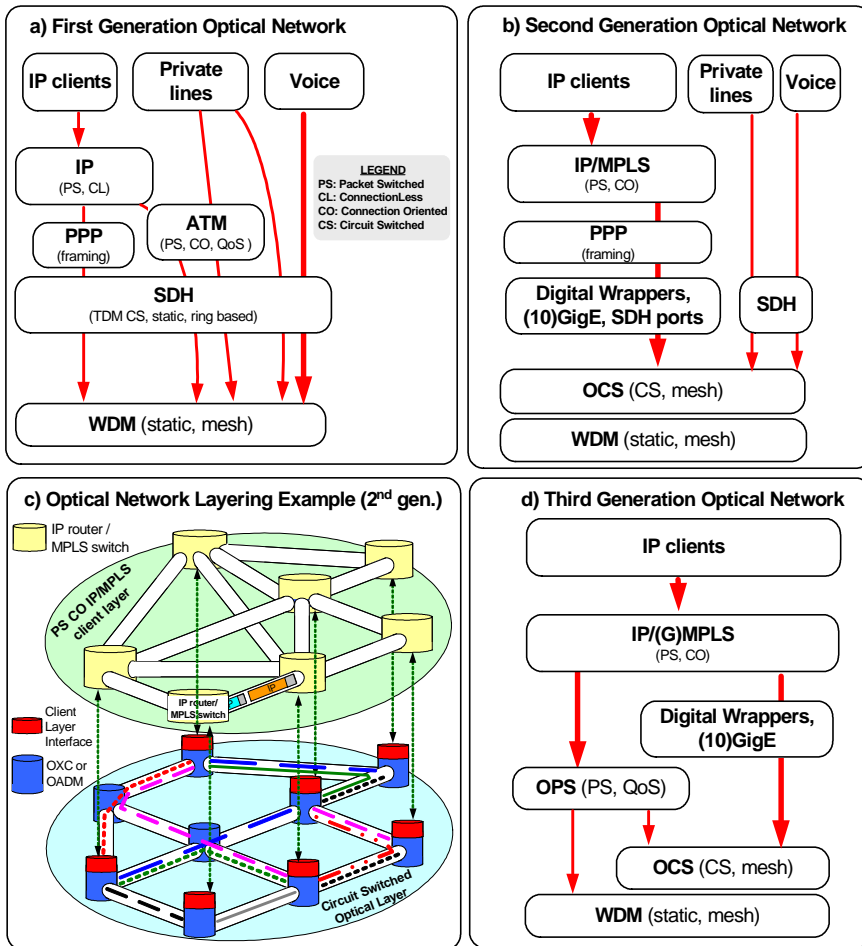 a) First Generation Optical Network
IP clients
Private
lines
Voice
IP
(PS, CL)
LEGEND
PS: Packet Switched
CL: ConnectionLess
CO: Connection Oriented
CS: Circuit Switched
PPP
(framing)
ATM
(PS, CO, QoS )
SDH
(TDM CS, static, ring based)
WDM (static, mesh)
b) Second Generation Optical Network
IP clients
Private
lines
Voice
IP/MPLS
(PS, CO)
PPP
(framing)
Digital Wrappers,
(10)GigE, SDH ports
SDH
OCS (CS, mesh)
WDM (static, mesh)
c) Optical Network Layering Example (2nd gen.)
IP router /
MPLS switch
PS CO IP/MPLS
client layer
IP router/
MPLS switch
IP
Client
Layer
Interface
OXC or
OADM
Circuit Switched
Optical Layer
d) Third Generation Optical Network
IP clients
IP/(G)MPLS
(PS, CO)
Digital Wrappers,
(10)GigE
OPS (PS, QoS)
OCS (CS, mesh)
WDM (static, mesh)